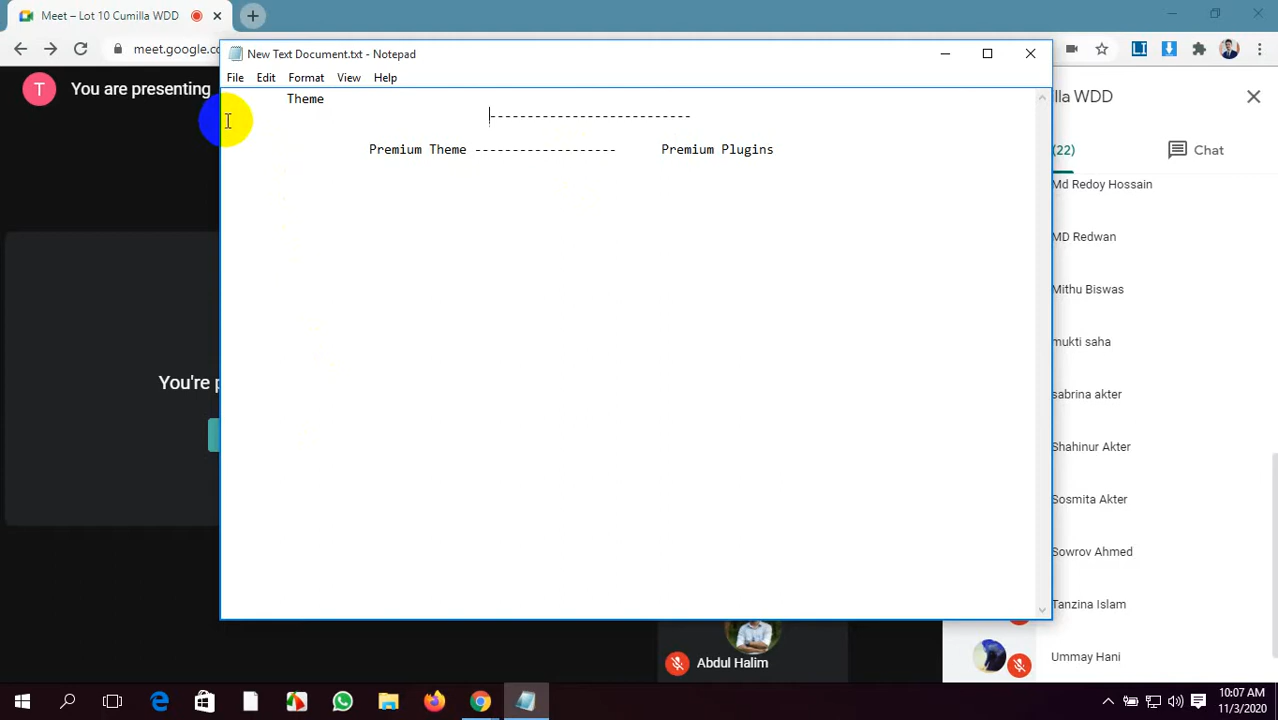 Meet – Lot 10 Cumilla WDD
meet.google.co
New Text Document.txt - Notepad
File Edit Format View Help
T You are presenting
lla WDD
Theme
---------------------------
Premium Theme ------------------- Premium Plugins
(22) Chat
Md Redoy Hossain
MD Redwan
Mithu Biswas
mukti saha
You're p
sabrina akter
Shahinur Akter
Sosmita Akter
Sowrov Ahmed
Tanzina Islam
Abdul Halim
Ummay Hani
10:07 AM
11/3/2020